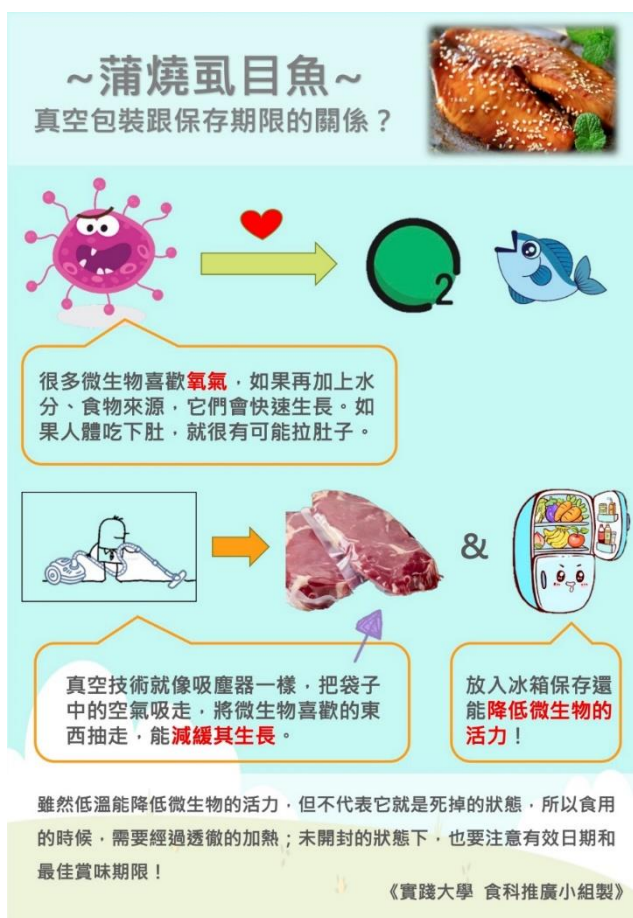 ~蒲燒虱目魚~
真空包裝跟保存期限的關係？
2
很多微生物喜歡氧氣，如果再加上水
分、食物來源，它們會快速生長。如
果人體吃下肚，就很有可能拉肚子。
&
真空技術就像吸塵器一樣，把袋子
中的空氣吸走，將微生物喜歡的東
西抽走，能減緩其生長。
放入冰箱保存還
能降低微生物的
活力！
雖然低溫能降低微生物的活力，但不代表它就是死掉的狀態，所以食用
的時候，需要經過透徹的加熱；未開封的狀態下，也要注意有效日期和
最佳賞味期限！
《實踐大學 食科推廣小組製》